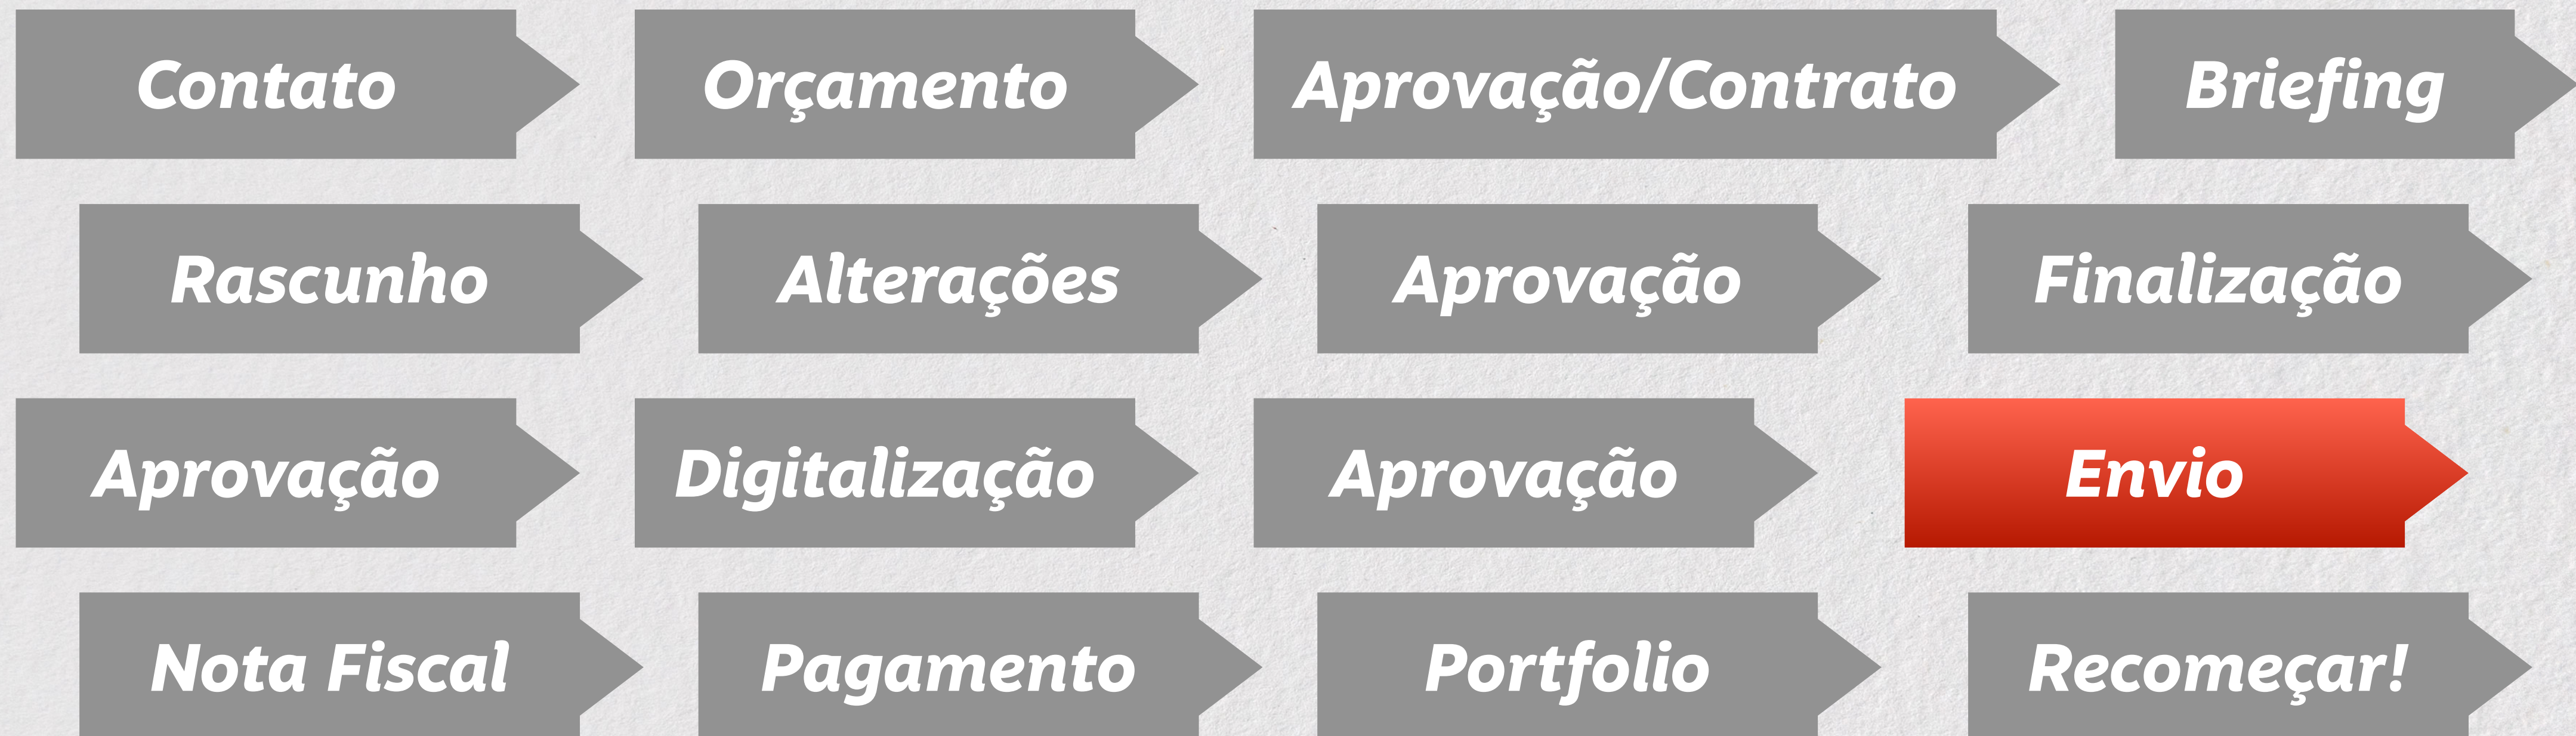 Contato
Orçamento
Aprovação/Contrato
Briefing
Rascunho
Alterações
Aprovação
Finalização
Aprovação
Digitalização
Aprovação
Envio
Nota Fiscal
Pagamento
Portfolio
Recomeçar!